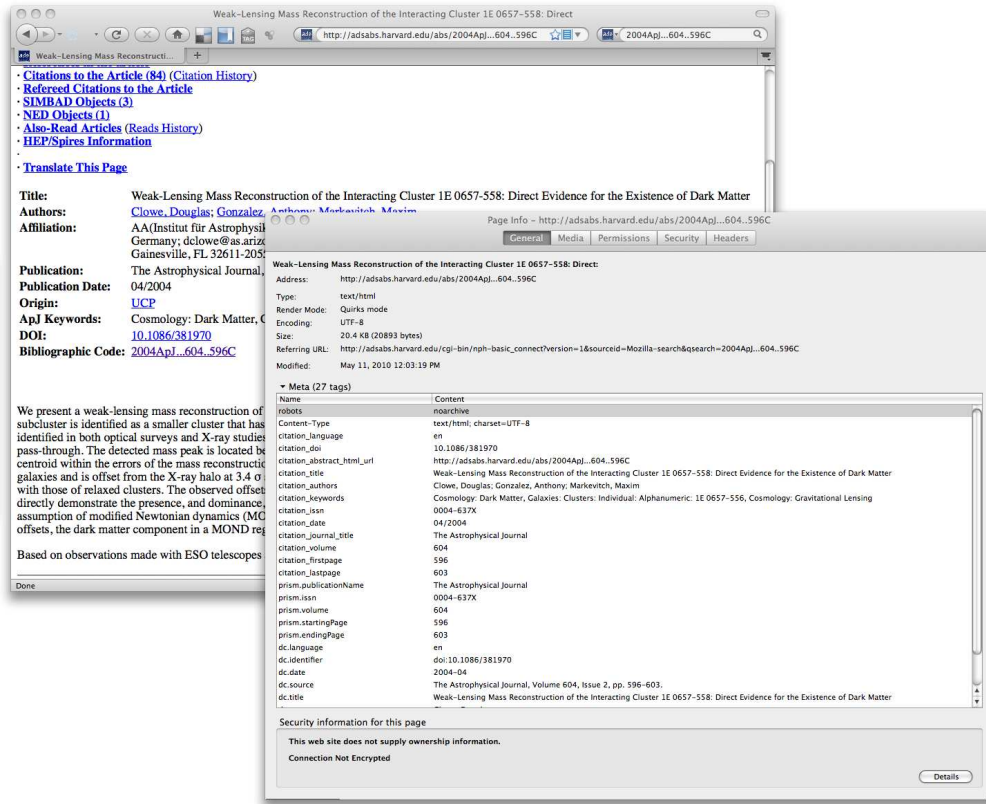 Weak-Lensing Mass Reconstruction of the Interacting Cluster 1E 0657-558: Direct
http://adsabs.harvard.edu/abs/2004ApJ...604..596C
2004ApJ...604..596C
Weak-Lensing Mass Reconstructi...
· Citations to the Article (84) (Citation History)
· Refereed Citations to the Article
· SIMBAD Objects (3)
· NED Objects (1)
· Also-Read Articles (Reads History)
· HEP/Spires Information
·
· Translate This Page
Title: Weak-Lensing Mass Reconstruction of the Interacting Cluster 1E 0657-558: Direct Evidence for the Existence of Dark Matter
Authors: Clowe, Douglas; Gonzalez, Anthony; Markevitch, Maxim
Affiliation: AA(Institut für Astrophysik
Germany; dclowe@as.arizo
Gainesville, FL 32611-2055
Publication: The Astrophysical Journal,
Publication Date: 04/2004
Origin: UCP
ApJ Keywords: Cosmology: Dark Matter,
DOI: 10.1086/381970
Bibliographic Code: 2004ApJ...604..596C
We present a weak-lensing mass reconstruction of
subcluster is identified as a smaller cluster that has
identified in both optical surveys and X-ray studies
pass-through. The detected mass peak is located be
centroid within the errors of the mass reconstructio
galaxies and is offset from the X-ray halo at 3.4 σ
with those of relaxed clusters. The observed offset
directly demonstrate the presence, and dominance,
assumption of modified Newtonian dynamics (MO
offsets, the dark matter component in a MOND reg
Based on observations made with ESO telescopes
Done
Page Info - http://adsabs.harvard.edu/abs/2004ApJ...604..596C
General Media Permissions Security Headers
Weak-Lensing Mass Reconstruction of the Interacting Cluster 1E 0657-558: Direct:
Address: http://adsabs.harvard.edu/abs/2004ApJ...604..596C
Type: text/html
Render Mode: Quirks mode
Encoding: UTF-8
Size: 20.4 KB (20893 bytes)
Referring URL: http://adsabs.harvard.edu/cgi-bin/nph-basic_connect?version=1&sourceid=Mozilla-search&qsearch=2004ApJ...604..596C
Modified: May 11, 2010 12:03:19 PM
Meta (27 tags)
Name Content
robots noarchive
Content-Type text/html; charset=UTF-8
citation_language en
citation_doi 10.1086/381970
citation_abstract_html_url http://adsabs.harvard.edu/abs/2004ApJ...604..596C
citation_title Weak-Lensing Mass Reconstruction of the Interacting Cluster 1E 0657-558: Direct Evidence for the Existence of Dark Matter
citation_authors Clowe, Douglas; Gonzalez, Anthony; Markevitch, Maxim
citation_keywords Cosmology: Dark Matter, Galaxies: Clusters: Individual: Alphanumeric: 1E 0657-556, Cosmology: Gravitational Lensing
citation_issn 0004-637X
citation_date 04/2004
citation_journal_title The Astrophysical Journal
citation_volume 604
citation_firstpage 596
citation_lastpage 603
prism.publicationName The Astrophysical Journal
prism.issn 0004-637X
prism.volume 604
prism.startingPage 596
prism.endingPage 603
dc.language en
dc.identifier doi:10.1086/381970
dc.date 2004-04
dc.source The Astrophysical Journal, Volume 604, Issue 2, pp. 596-603.
dc.title Weak-Lensing Mass Reconstruction of the Interacting Cluster 1E 0657-558: Direct Evidence for the Existence of Dark Matter
Security information for this page
This web site does not supply ownership information.
Connection Not Encrypted
Details